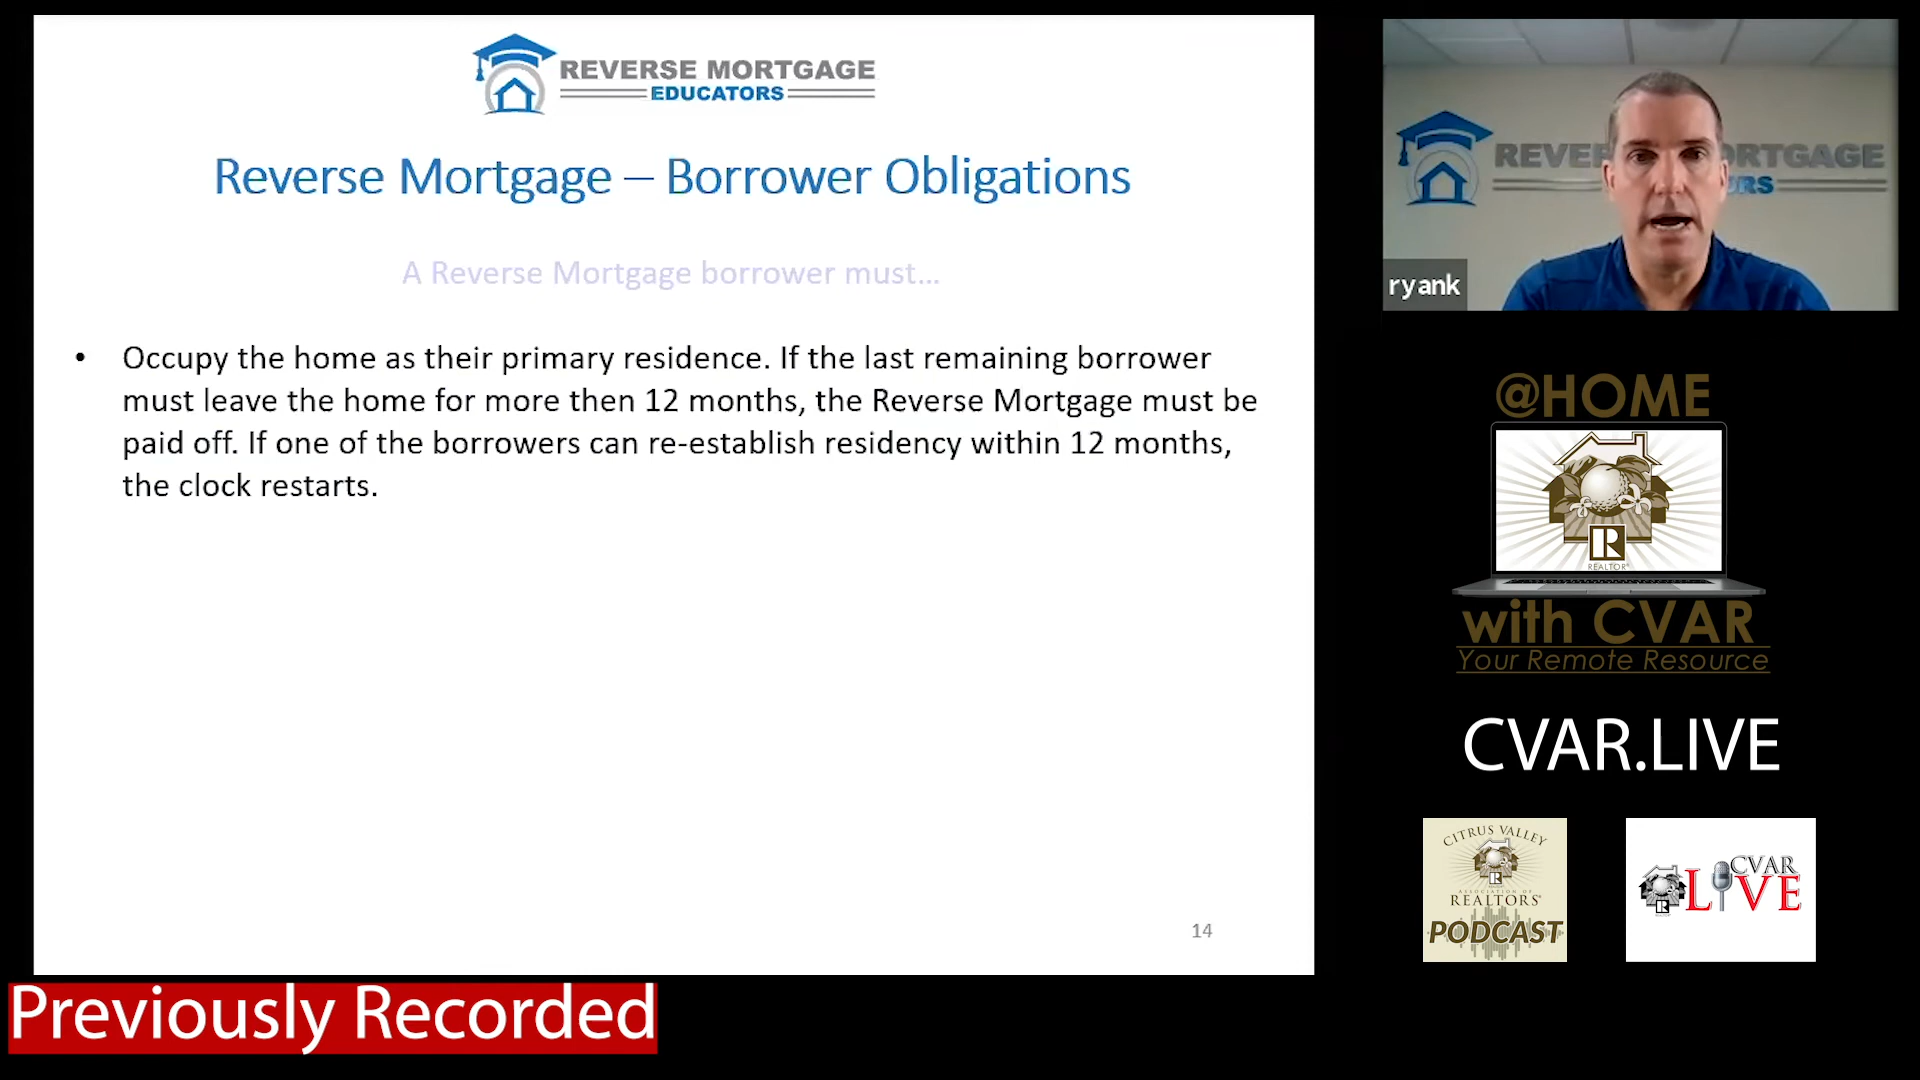 REVERSE MORTGAGE
EDUCATORS
Reverse Mortgage – Borrower Obligations
A Reverse Mortgage borrower must...
• Occupy the home as their primary residence. If the last remaining borrower
must leave the home for more then 12 months, the Reverse Mortgage must be
paid off. If one of the borrowers can re-establish residency within 12 months,
the clock restarts.
14
Previously Recorded
REVE ORTGAGE
ORS
ryank
@HOME
R
REALTOR®
with CVAR
Your Remote Resource
CVAR.LIVE
CITRUS VALLEY
R
ASSOCIATION OF
REALTORS®
PODCAST
CVAR
LIVE
R